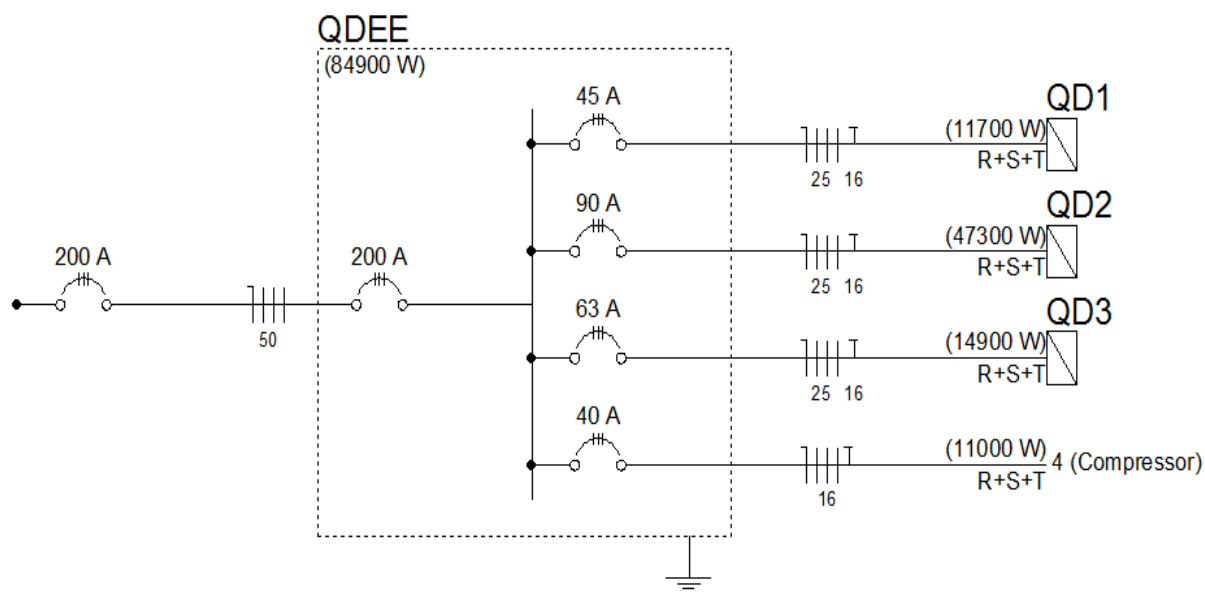 QDEE
(84900 W)
45 A
QD1
(11700 W)
R+S+T
25 16
90 A
QD2
(47300 W)
R+S+T
25 16
200 A
200 A
50
63 A
QD3
(14900 W)
R+S+T
25 16
40 A
(11000 W)
4 (Compressor)
R+S+T
16